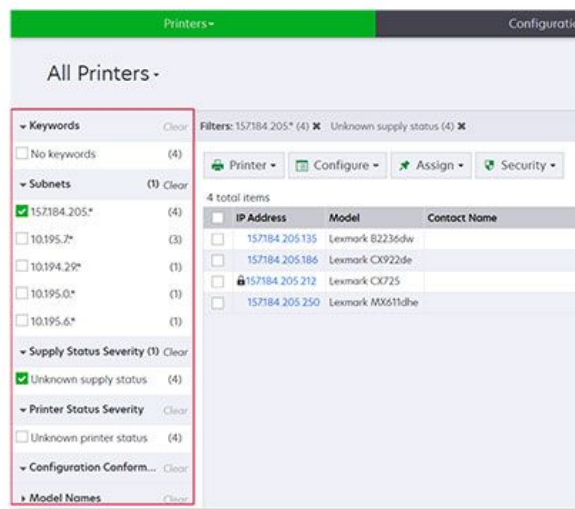 Printers
Configuratio
All Printers
Keywords Clear
No keywords (4)
Subnets (1) Clear
157.184.205.* (4)
10.195.7.* (3)
10.194.29.* (1)
10.195.0.* (1)
10.195.6.* (1)
Supply Status Severity (1) Clear
Unknown supply status (4)
Printer Status Severity Clear
Unknown printer status (4)
Configuration Conform... Clear
Model Names Clear
Filters: 157.184.205.* (4) Unknown supply status (4)
Printer Configure Assign Security
4 total items
IP Address Model Contact Name
157.184.205.135 Lexmark B2236dw
157.184.205.186 Lexmark CX922de
157.184.205.212 Lexmark CX725
157.184.205.250 Lexmark MX611dhe